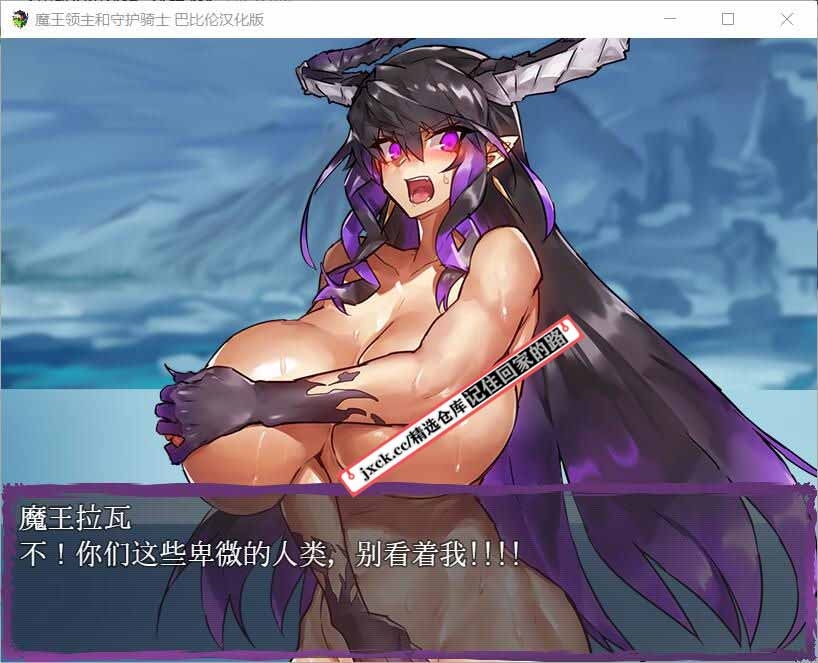 魔王领主和守护骑士 巴比伦汉化版
jxck.cc/精选仓库记住回家的路
魔王拉瓦
不！你们这些卑微的人类，别看着我!!!!